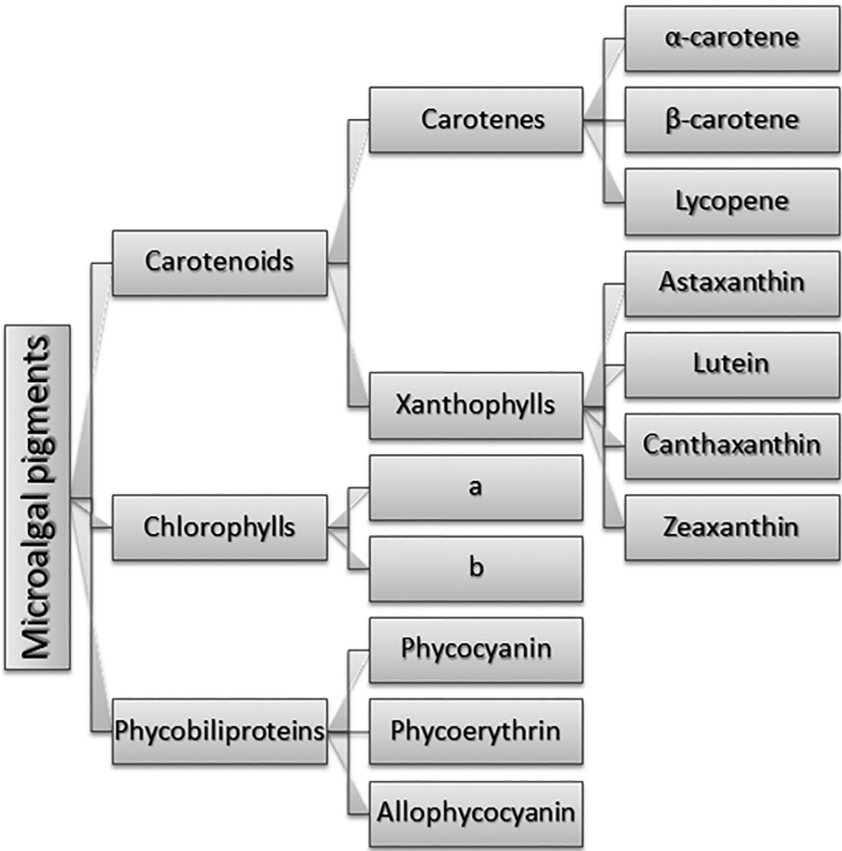 Microalgal pigments
Carotenoids
Carotenes
α-carotene
β-carotene
Lycopene
Xanthophylls
Astaxanthin
Lutein
Canthaxanthin
Zeaxanthin
Chlorophylls
a
b
Phycobiliproteins
Phycocyanin
Phycoerythrin
Allophycocyanin